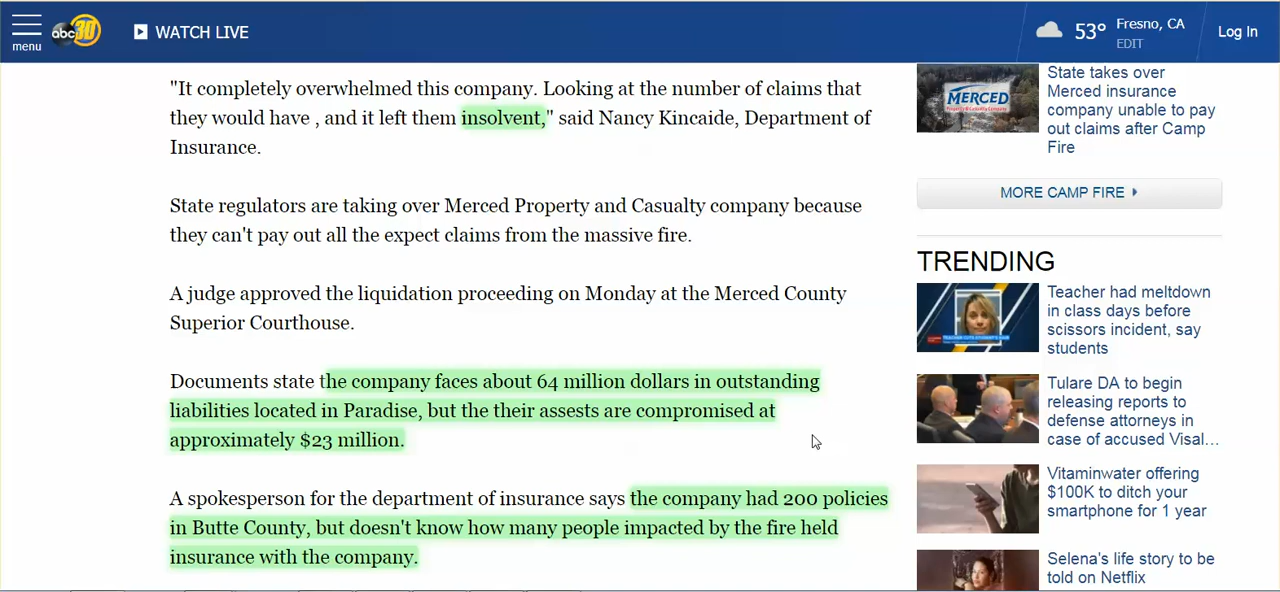 menu
abc30
WATCH LIVE
53°
Fresno, CA
EDIT
Log In
"It completely overwhelmed this company. Looking at the number of claims that
they would have , and it left them insolvent," said Nancy Kincaide, Department of
Insurance.
State regulators are taking over Merced Property and Casualty company because
they can't pay out all the expect claims from the massive fire.
A judge approved the liquidation proceeding on Monday at the Merced County
Superior Courthouse.
Documents state the company faces about 64 million dollars in outstanding
liabilities located in Paradise, but the their assests are compromised at
approximately $23 million.
A spokesperson for the department of insurance says the company had 200 policies
in Butte County, but doesn't know how many people impacted by the fire held
insurance with the company.
MERCED
State takes over
Merced insurance
company unable to pay
out claims after Camp
Fire
MORE CAMP FIRE
TRENDING
Teacher had meltdown
in class days before
scissors incident, say
students
Tulare DA to begin
releasing reports to
defense attorneys in
case of accused Visal...
Vitaminwater offering
$100K to ditch your
smartphone for 1 year
Selena's life story to be
told on Netflix